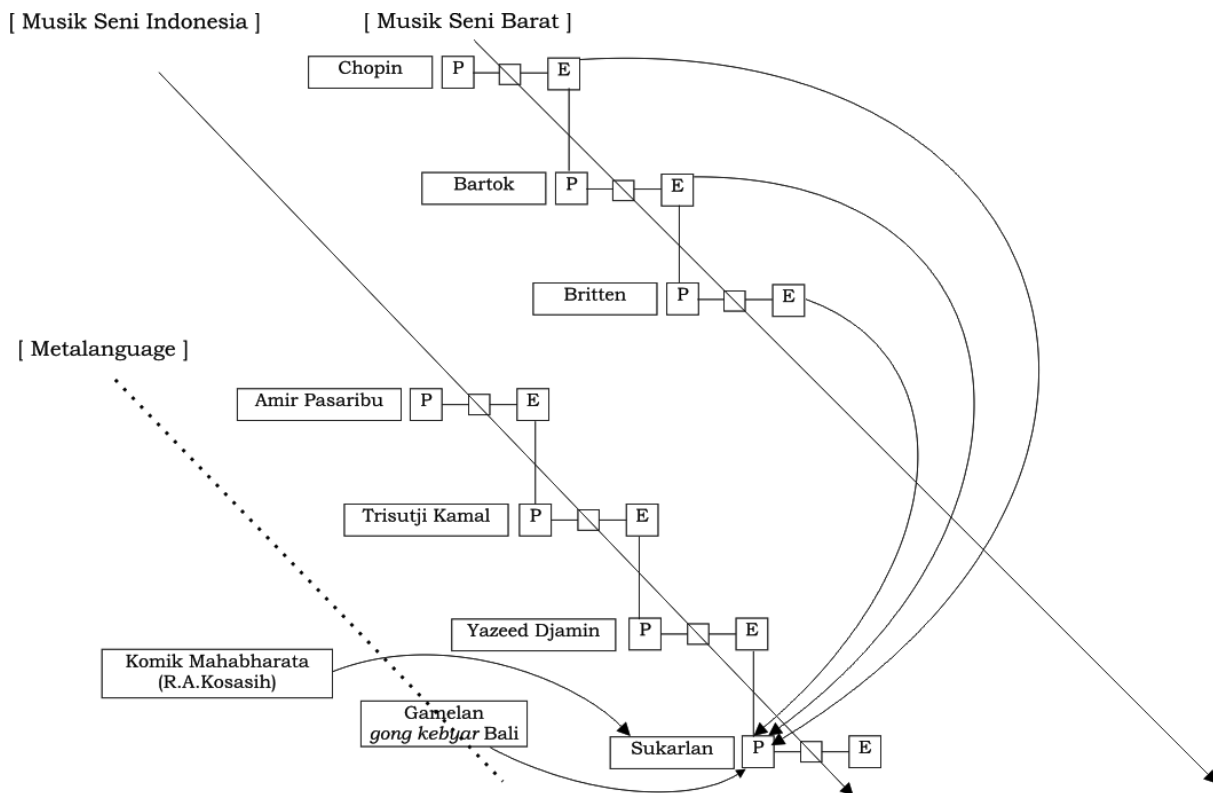 [ Musik Seni Indonesia ]
[ Musik Seni Barat ]
Chopin
P
E
Bartok
P
E
Britten
P
E
[ Metalanguage ]
Amir Pasaribu
P
E
Trisutji Kamal
P
E
Yazeed Djamin
P
E
Komik Mahabharata
(R.A.Kosasih)
Gamelan
gong kebyar Bali
Sukarlan
P
E